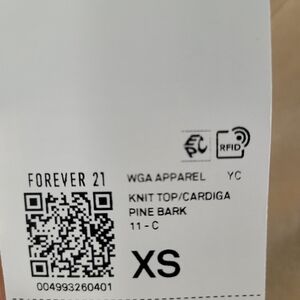 RFID
FOREVER 21
WGA APPAREL YC
KNIT TOP/CARDIGA
PINE BARK
11 - C
XS
004993260401